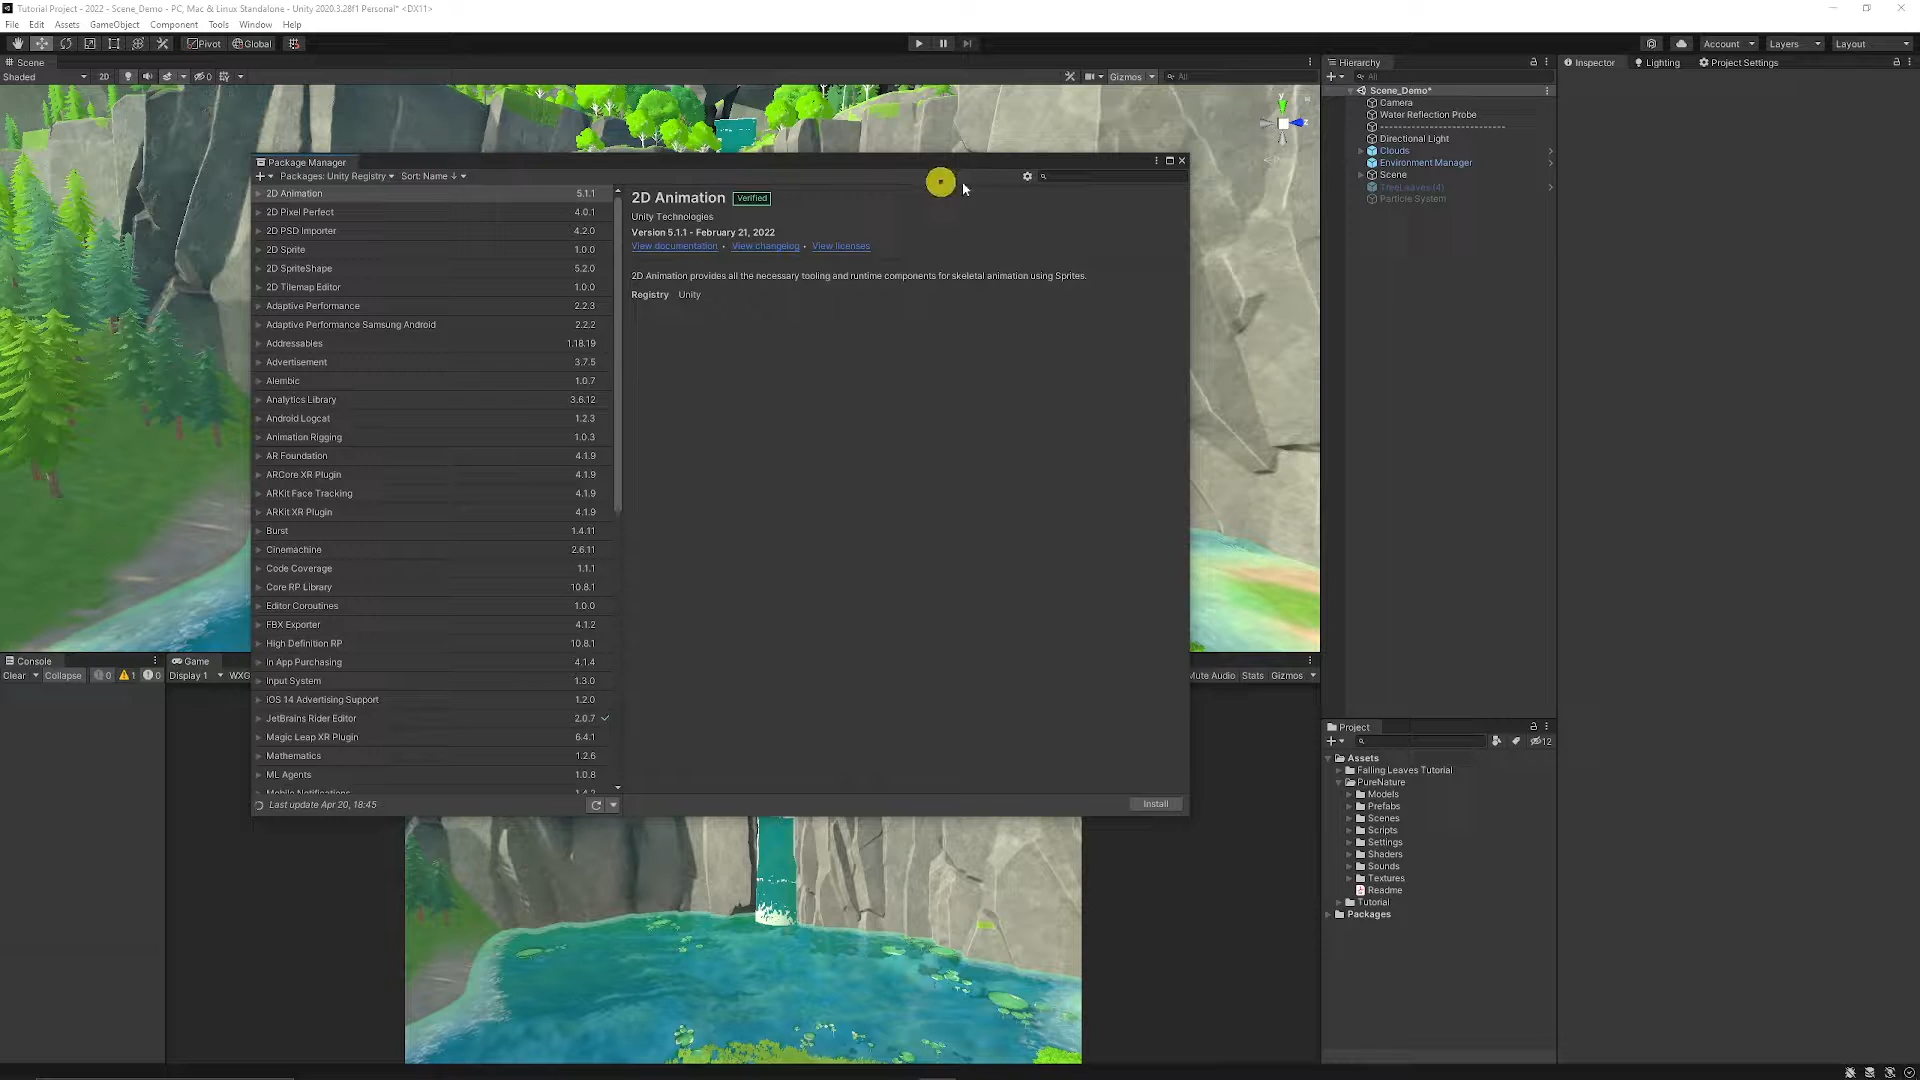 Tutorial Project - 2022 - Scene_Demo - PC, Mac & Linux Standalone - Unity 2020.3.28f1 Personal* <DX11>
File Edit Assets GameObject Component Tools Window Help
Pivot Global Account Layers Layout
Scene
Shaded 2D 0 Gizmos All
Hierarchy
All
Scene_Demo*
Camera
Water Reflection Probe
----------------------------
Directional Light
Clouds
Environment Manager
Scene
TreeLeaves (4)
Particle System
Inspector Lighting Project Settings
Package Manager
Packages: Unity Registry Sort: Name ↓
2D Animation 5.1.1
2D Pixel Perfect 4.0.1
2D PSD Importer 4.2.0
2D Sprite 1.0.0
2D SpriteShape 5.2.0
2D Tilemap Editor 1.0.0
Adaptive Performance 2.2.3
Adaptive Performance Samsung Android 2.2.2
Addressables 1.18.19
Advertisement 3.7.5
Alembic 1.0.7
Analytics Library 3.6.12
Android Logcat 1.2.3
Animation Rigging 1.0.3
AR Foundation 4.1.9
ARCore XR Plugin 4.1.9
ARKit Face Tracking 4.1.9
ARKit XR Plugin 4.1.9
Burst 1.4.11
Cinemachine 2.6.11
Code Coverage 1.1.1
Core RP Library 10.8.1
Editor Coroutines 1.0.0
FBX Exporter 4.1.2
High Definition RP 10.8.1
In App Purchasing 4.1.4
Input System 1.3.0
iOS 14 Advertising Support 1.2.0
JetBrains Rider Editor 2.0.7
Magic Leap XR Plugin 6.4.1
Mathematics 1.2.6
ML Agents 1.0.8
Mobile Notifications 1.4.2
Last update Apr 20, 18:45
2D Animation Verified
Unity Technologies
Version 5.1.1 - February 21, 2022
View documentation • View changelog • View licenses
2D Animation provides all the necessary tooling and runtime components for skeletal animation using Sprites.
Registry Unity
Install
Console
Clear Collapse 0 1 0
Game
Display 1 WXG
Mute Audio Stats Gizmos
Project
12
Assets
Falling Leaves Tutorial
PureNature
Models
Prefabs
Scenes
Scripts
Settings
Shaders
Sounds
Textures
Readme
Tutorial
Packages